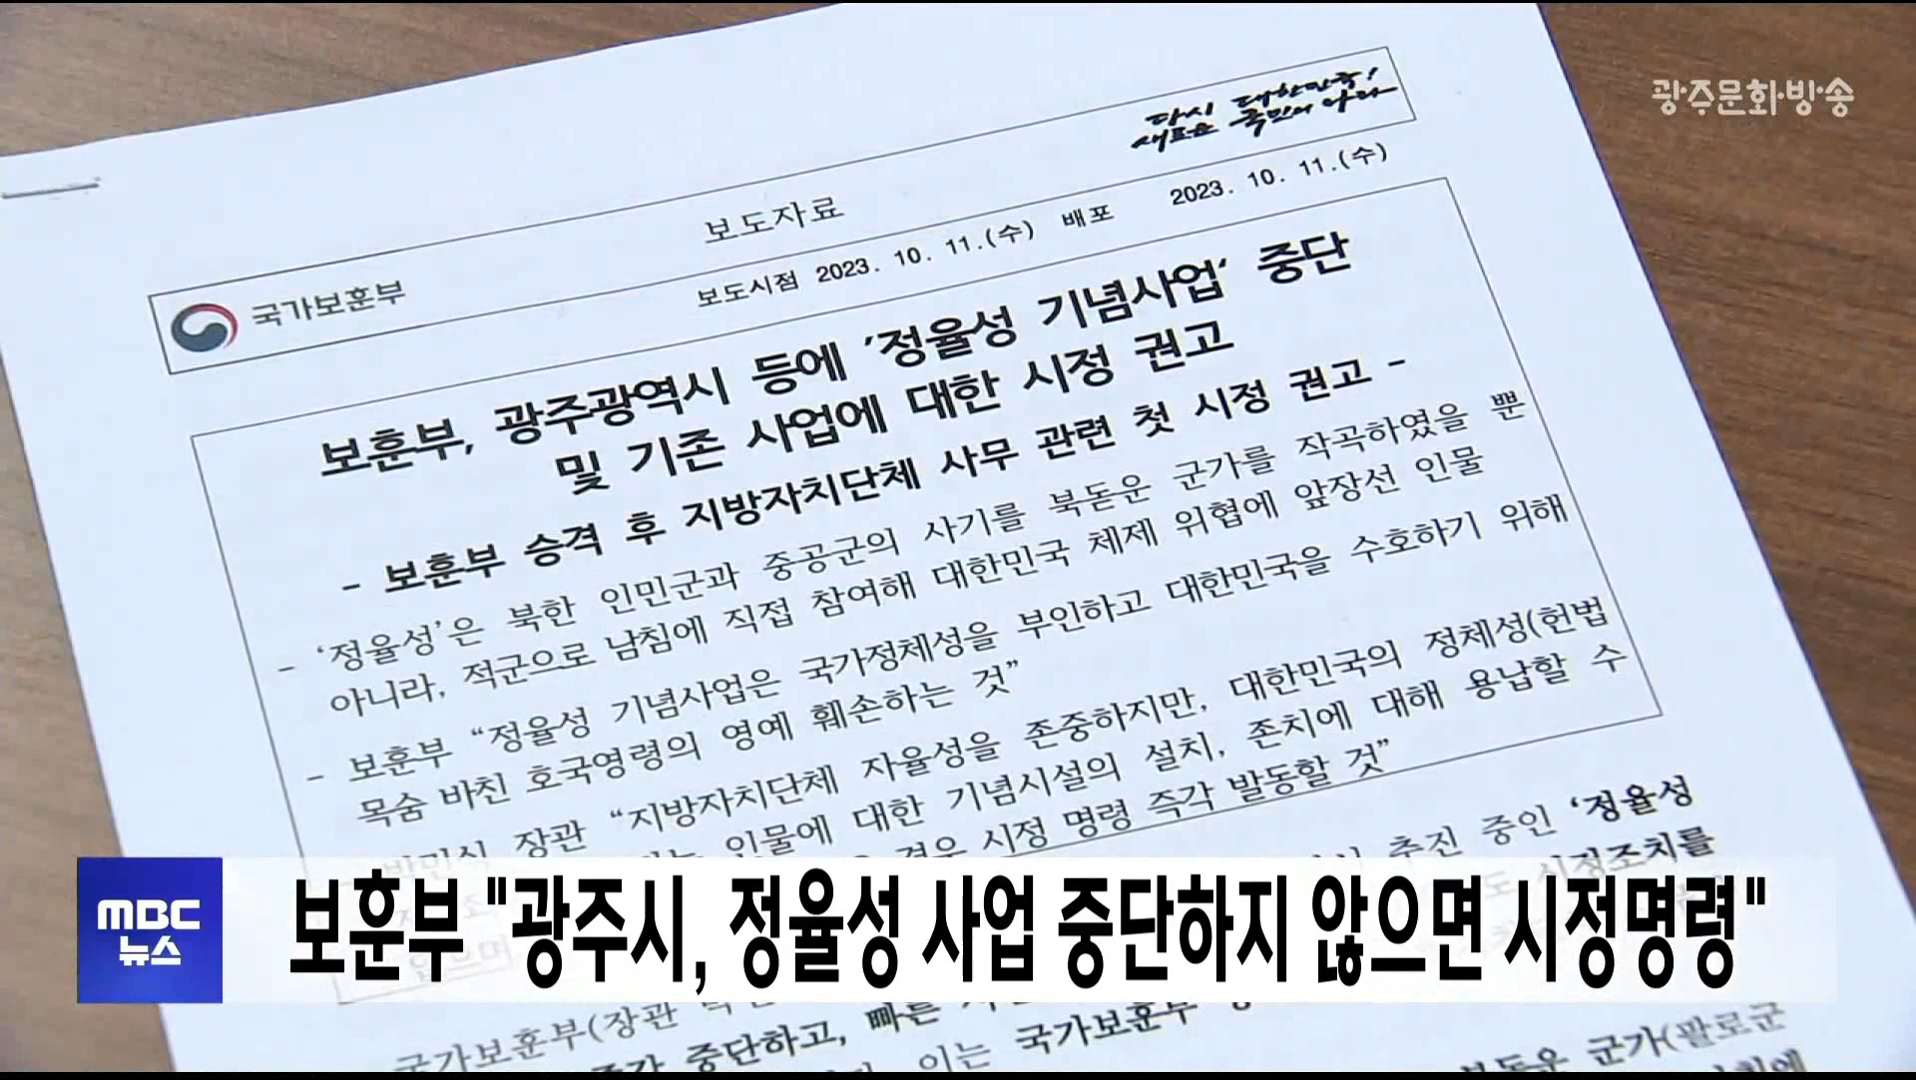 광주문화방송
다시 대한민국!
새로운 국민의 나라
보도자료
국가보훈부
보도시점 2023. 10. 11.(수) 배포 2023. 10. 11.(수)
보훈부, 광주광역시 등에 '정율성 기념사업' 중단
및 기존 사업에 대한 시정 권고
- 보훈부 승격 후 지방자치단체 사무 관련 첫 시정 권고 -
- '정율성'은 북한 인민군과 중공군의 사기를 북돋운 군가를 작곡하였을 뿐
아니라, 적군으로 남침에 직접 참여해 대한민국 체제 위협에 앞장선 인물
- 보훈부 “정율성 기념사업은 국가정체성을 부인하고 대한민국을 수호하기 위해
목숨 바친 호국영령의 영예 훼손하는 것”
박민식 장관 “지방자치단체 자율성을 존중하지만, 대한민국의 정체성(헌법
인물에 대한 기념시설의 설치, 존치에 대해 용납할 수
경우 시정 명령 즉각 발동할 것”
추진 중인 '정율성
시정조치를
MBC
뉴스
보훈부 "광주시, 정율성 사업 중단하지 않으면 시정명령"
국가보훈부(장관
중단하고, 빠른
이는 국가보훈부
북돋운 군가(팔로군